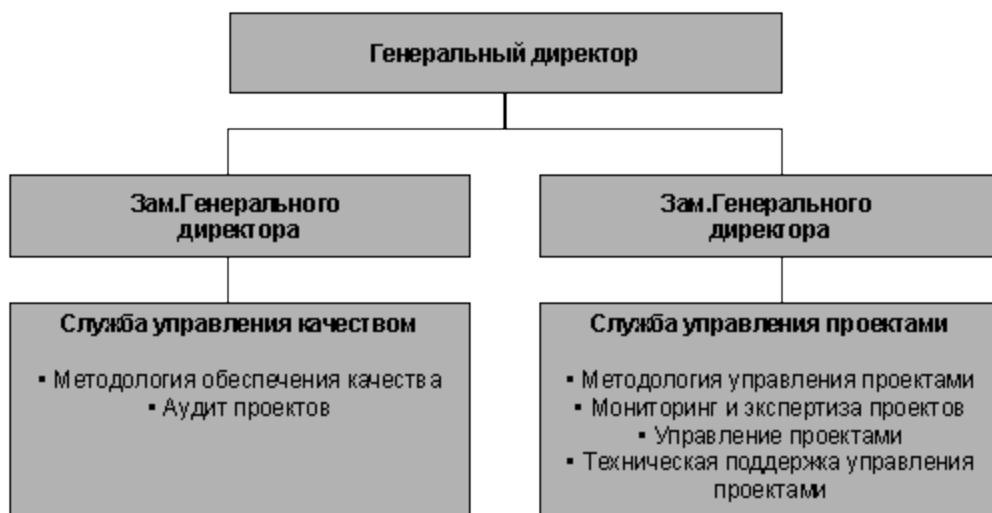 Генеральный директор
Зам.Генерального
директора
Зам.Генерального
директора
Служба управления качеством
▪ Методология обеспечения качества
▪ Аудит проектов
Служба управления проектами
▪ Методология управления проектами
▪ Мониторинг и экспертиза проектов
▪ Управление проектами
▪ Техническая поддержка управления
проектами